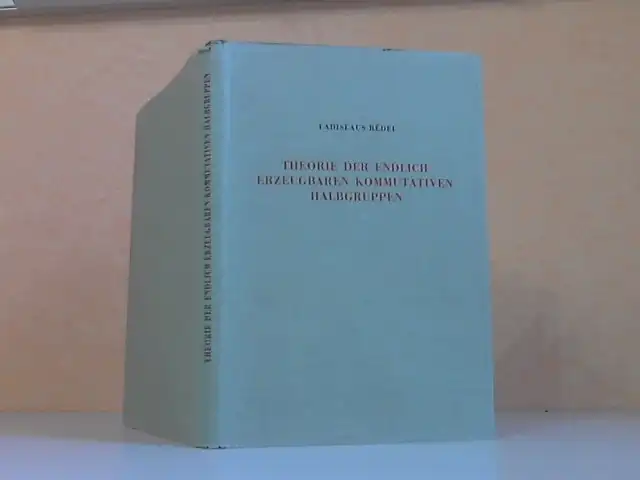 LADISLAUS RÉDEI
THEORIE DER ENDLICH
ERZEUGBAREN KOMMUTATIVEN
HALBGRUPPEN
THEORIE DER ENDLICH ERZEUGBAREN KOMMUTATIVEN HALBGRUPPEN